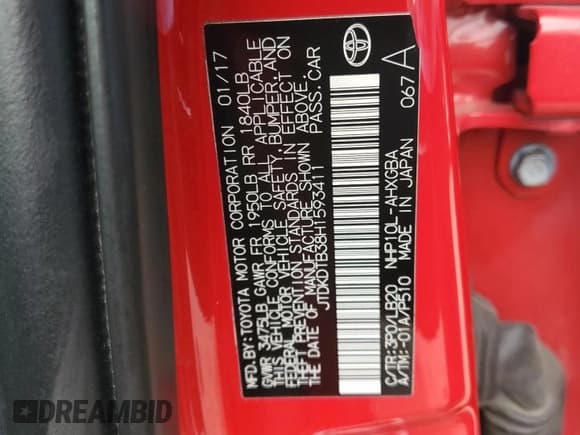 MFD.BY:TOYOTA MOTOR CORPORATION 01/17
GVWR 3475LB GAWR FR 1950LB RR 1840LB
THIS VEHICLE CONFORMS TO ALL APPLICABLE
FEDERAL MOTOR VEHICLE SAFETY, BUMPER, AND
THEFT PREVENTION STANDARDS IN EFFECT ON
THE DATE OF MANUFACTURE SHOWN ABOVE.
JTDKDTB38H1593411 PASS.CAR
C/TR:3P0/LB20 NHP10L-AHXGBA
A/TM:-01A/P510 MADE IN JAPAN 067 A
DREAMBID